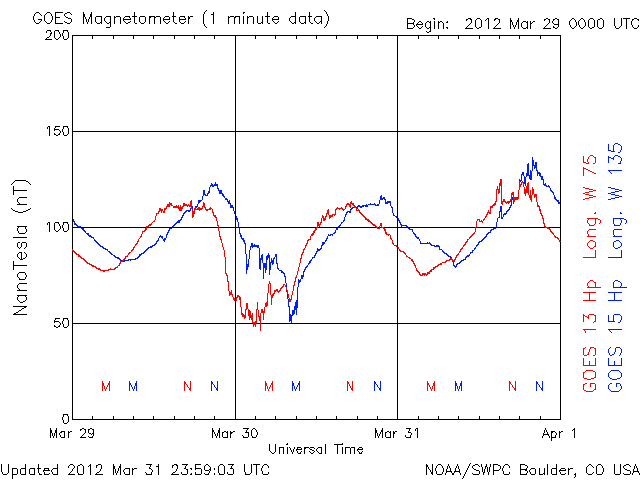 GOES Magnetometer (1 minute data)
Begin: 2012 Mar 29 0000 UTC
200
150
100
50
0
NanoTesla (nT)
M M N N M M N N M M N N
Mar 29 Mar 30 Mar 31 Apr 1
Universal Time
GOES 13 Hp Long. W 75
GOES 15 Hp Long. W 135
Updated 2012 Mar 31 23:59:03 UTC
NOAA/SWPC Boulder, CO USA